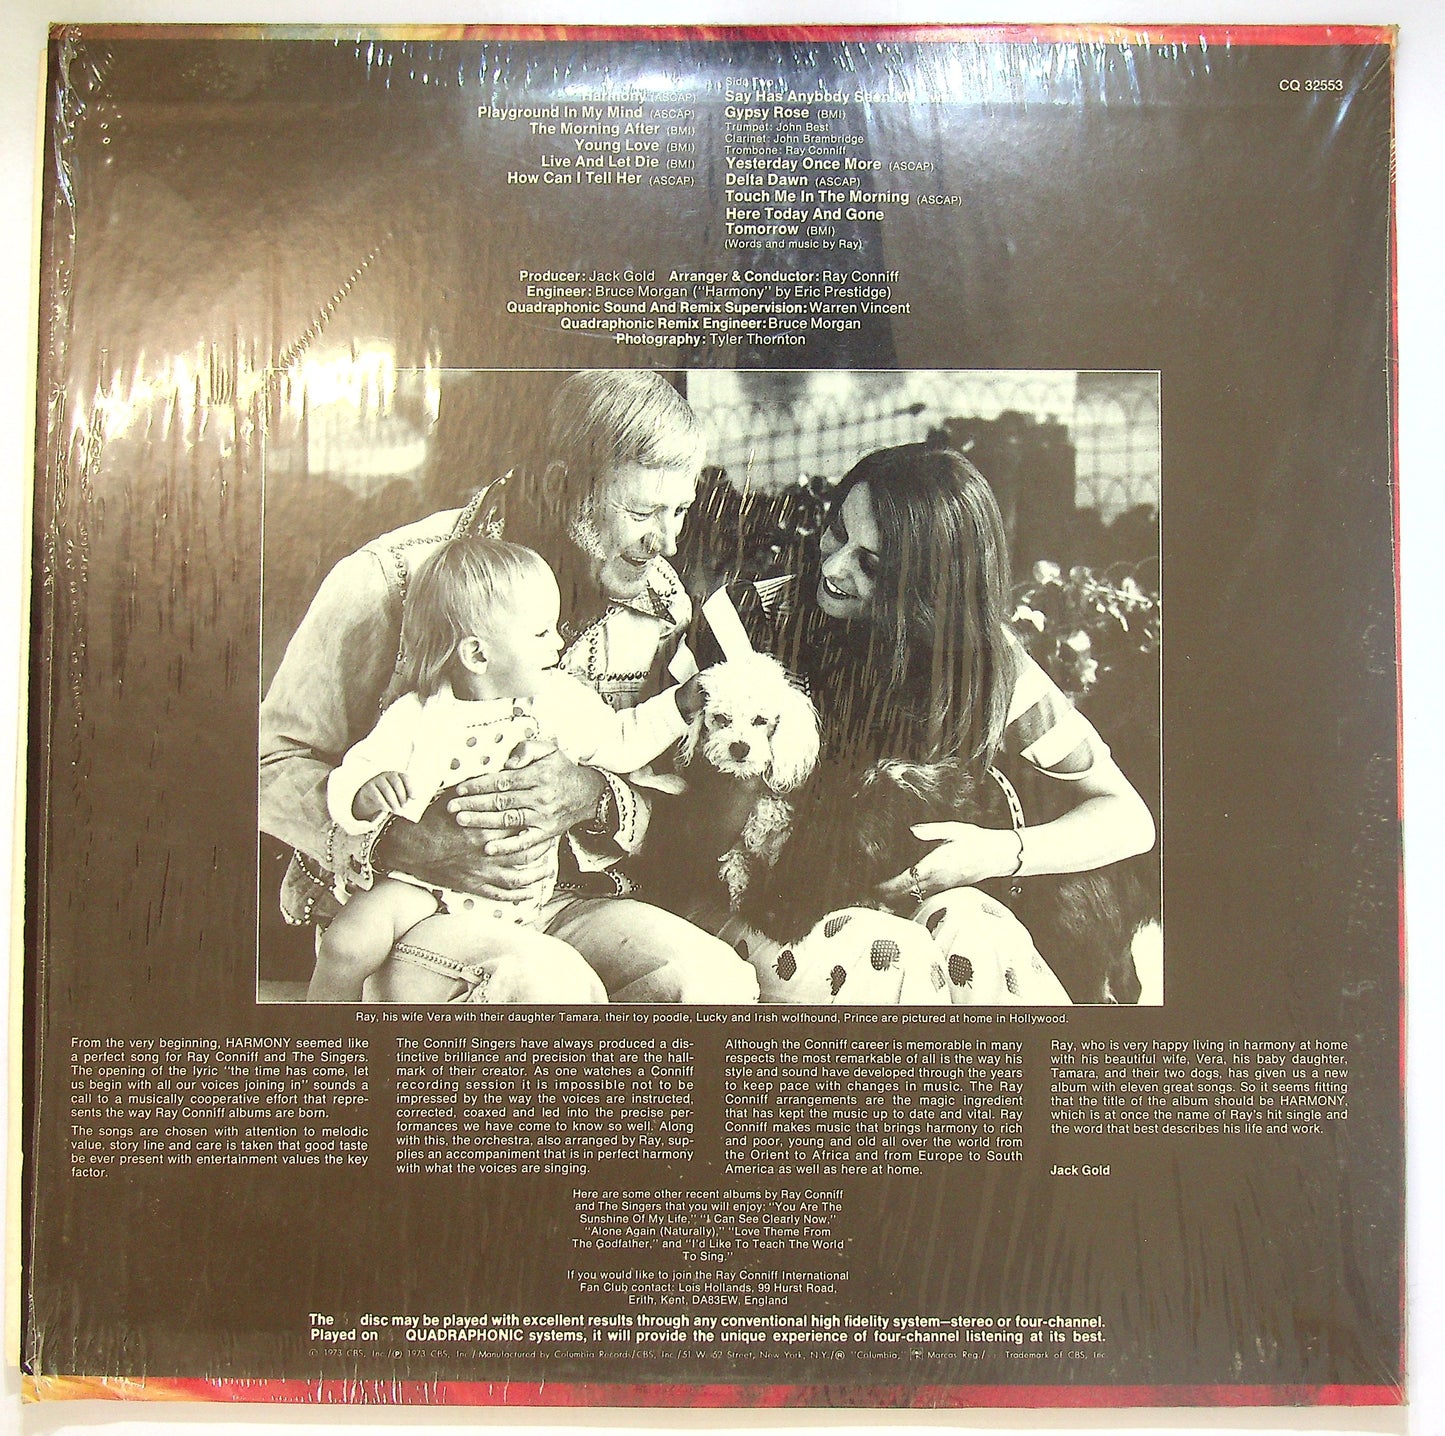 Harmony (ASCAP)
Playground In My Mind (ASCAP)
The Morning After (BMI)
Young Love (BMI)
Live And Let Die (BMI)
How Can I Tell Her (ASCAP)
Side Two
Say Has Anybody Seen My
Gypsy Rose (BMI)
Trumpet: John Best
Clarinet: John Brambridge
Trombone: Ray Conniff
Yesterday Once More (ASCAP)
Delta Dawn (ASCAP)
Touch Me In The Morning (ASCAP)
Here Today And Gone
Tomorrow (BMI)
(Words and music by Ray)
CQ 32553
Producer: Jack Gold Arranger & Conductor: Ray Conniff
Engineer: Bruce Morgan ("Harmony" by Eric Prestidge)
Quadraphonic Sound And Remix Supervision: Warren Vincent
Quadraphonic Remix Engineer: Bruce Morgan
Photography: Tyler Thornton
Ray, his wife Vera with their daughter Tamara, their toy poodle, Lucky and Irish wolfhound, Prince are pictured at home in Hollywood.
From the very beginning, HARMONY seemed like
a perfect song for Ray Conniff and The Singers.
The opening of the lyric "the time has come, let
us begin with all our voices joining in" sounds a
call to a musically cooperative effort that repre-
sents the way Ray Conniff albums are born.
The songs are chosen with attention to melodic
value, story line and care is taken that good taste
be ever present with entertainment values the key
factor.
The Conniff Singers have always produced a dis-
tinctive brilliance and precision that are the hall-
mark of their creator. As one watches a Conniff
recording session it is impossible not to be
impressed by the way the voices are instructed,
corrected, coaxed and led into the precise per-
formances we have come to know so well. Along
with this, the orchestra, also arranged by Ray, sup-
plies an accompaniment that is in perfect harmony
with what the voices are singing.
Although the Conniff career is memorable in many
respects the most remarkable of all is the way his
style and sound have developed through the years
to keep pace with changes in music. The Ray
Conniff arrangements are the magic ingredient
that has kept the music up to date and vital. Ray
Conniff makes music that brings harmony to rich
and poor, young and old all over the world from
the Orient to Africa and from Europe to South
America as well as here at home.
Ray, who is very happy living in harmony at home
with his beautiful wife, Vera, his baby daughter,
Tamara, and their two dogs, has given us a new
album with eleven great songs. So it seems fitting
that the title of the album should be HARMONY,
which is at once the name of Ray's hit single and
the word that best describes his life and work.
Jack Gold
Here are some other recent albums by Ray Conniff
and The Singers that you will enjoy: "You Are The
Sunshine Of My Life," "I Can See Clearly Now,"
"Alone Again (Naturally)," "Love Theme From
The Godfather," and "I'd Like To Teach The World
To Sing."
If you would like to join the Ray Conniff International
Fan Club contact: Lois Hollands, 99 Hurst Road,
Erith, Kent, DA83EW, England
The disc may be played with excellent results through any conventional high fidelity system—stereo or four-channel.
Played on QUADRAPHONIC systems, it will provide the unique experience of four-channel listening at its best.
© 1973 CBS, Inc./℗ 1973 CBS, Inc./Manufactured by Columbia Records/CBS, Inc./51 W. 52 Street, New York, N.Y./® "Columbia," Marcas Reg./ Trademark of CBS, Inc.